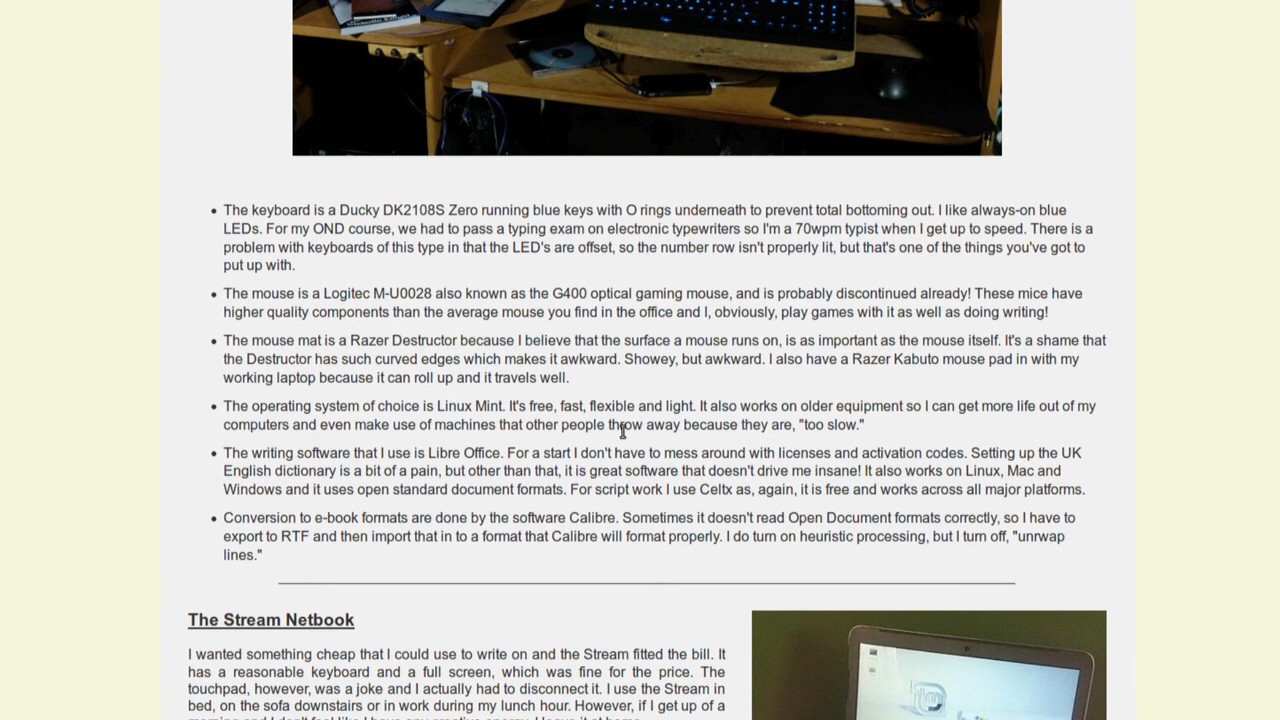 The keyboard is a Ducky DK2108S Zero running blue keys with O rings underneath to prevent total bottoming out. I like always-on blue
LEDs. For my OND course, we had to pass a typing exam on electronic typewriters so I'm a 70wpm typist when I get up to speed. There is a
problem with keyboards of this type in that the LED's are offset, so the number row isn't properly lit, but that's one of the things you've got to
put up with.
The mouse is a Logitec M-U0028 also known as the G400 optical gaming mouse, and is probably discontinued already! These mice have
higher quality components than the average mouse you find in the office and I, obviously, play games with it as well as doing writing!
The mouse mat is a Razer Destructor because I believe that the surface a mouse runs on, is as important as the mouse itself. It's a shame that
the Destructor has such curved edges which makes it awkward. Showey, but awkward. I also have a Razer Kabuto mouse pad in with my
working laptop because it can roll up and it travels well.
The operating system of choice is Linux Mint. It's free, fast, flexible and light. It also works on older equipment so I can get more life out of my
computers and even make use of machines that other people throw away because they are, "too slow."
The writing software that I use is Libre Office. For a start I don't have to mess around with licenses and activation codes. Setting up the UK
English dictionary is a bit of a pain, but other than that, it is great software that doesn't drive me insane! It also works on Linux, Mac and
Windows and it uses open standard document formats. For script work I use Celtx as, again, it is free and works across all major platforms.
Conversion to e-book formats are done by the software Calibre. Sometimes it doesn't read Open Document formats correctly, so I have to
export to RTF and then import that in to a format that Calibre will format properly. I do turn on heuristic processing, but I turn off, "unrwap
lines."
The Stream Netbook
I wanted something cheap that I could use to write on and the Stream fitted the bill. It
has a reasonable keyboard and a full screen, which was fine for the price. The
touchpad, however, was a joke and I actually had to disconnect it. I use the Stream in
bed, on the sofa downstairs or in work during my lunch hour. However, if I get up of a